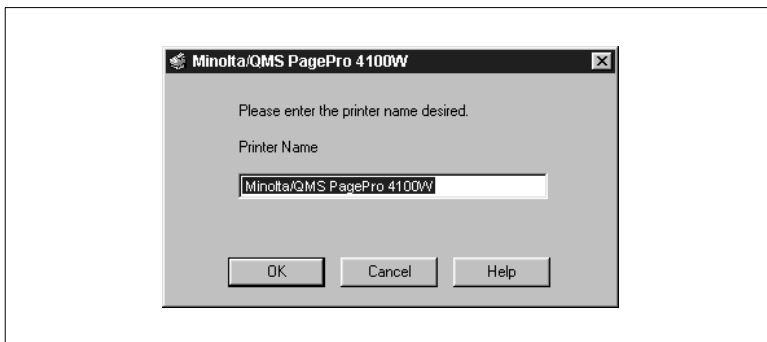 Minolta/QMS PagePro 4100W
Please enter the printer name desired.
Printer Name
Minolta/QMS PagePro 4100W
OK Cancel Help